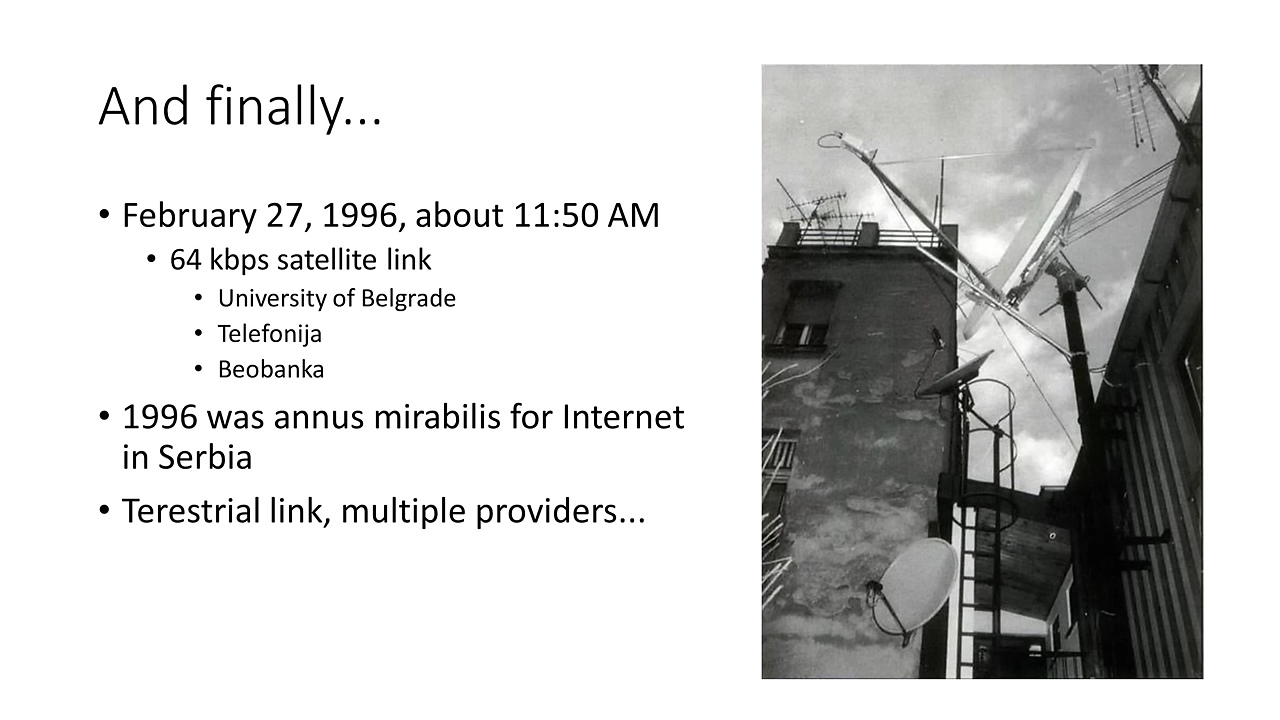 And finally...
• February 27, 1996, about 11:50 AM
• 64 kbps satellite link
• University of Belgrade
• Telefonija
• Beobanka
• 1996 was annus mirabilis for Internet
in Serbia
• Terestrial link, multiple providers...